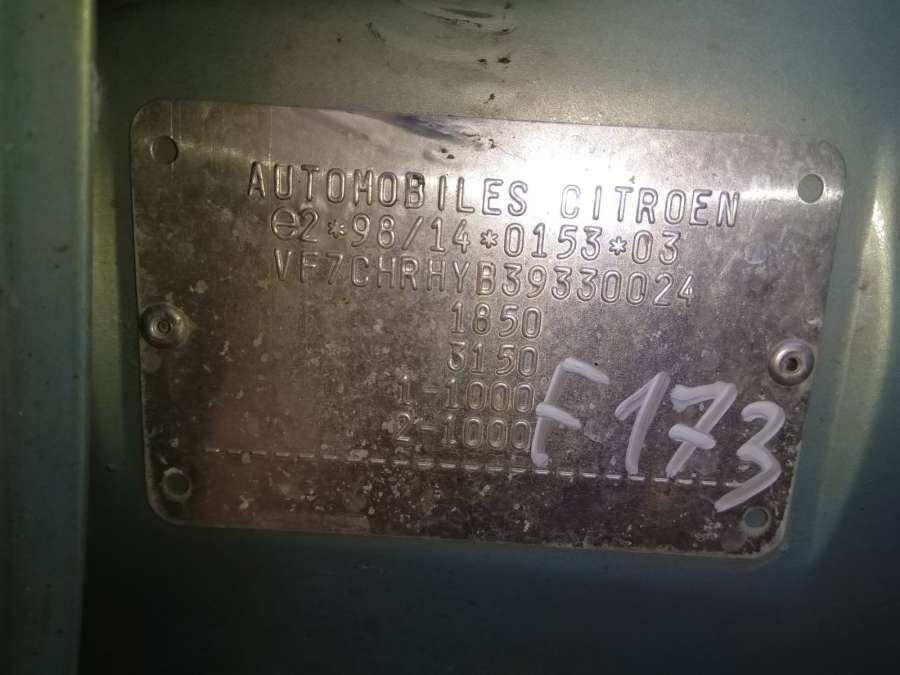 AUTOMOBILES CITROEN
e2*98/14*0153*03
VF7CHRHYB39330024
1850
3150
1-1000
2-1000
F173